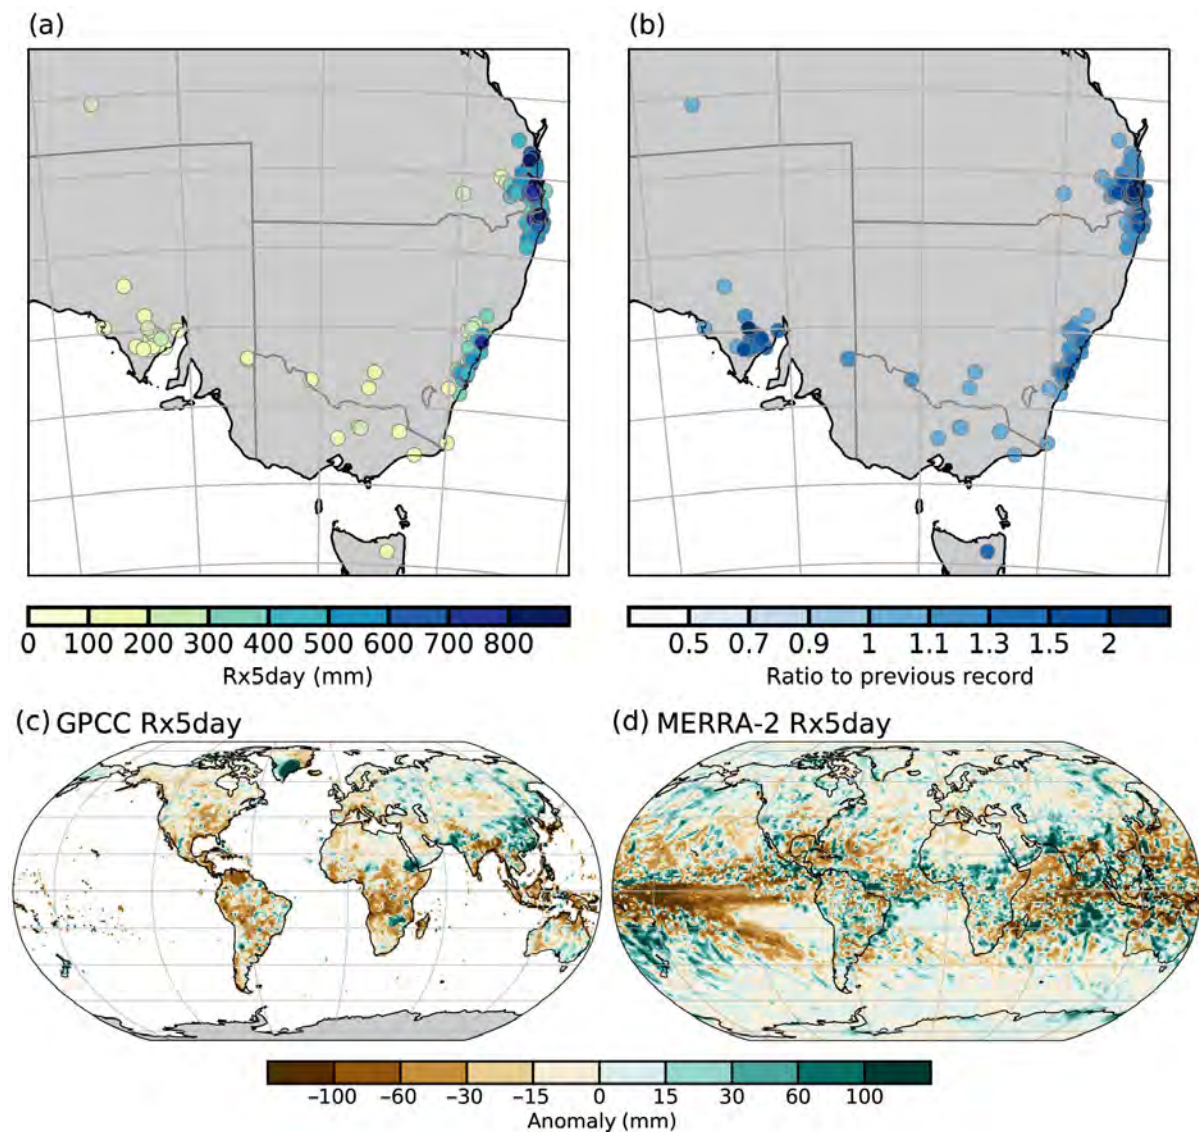 (a)
(b)
0 100 200 300 400 500 600 700 800
Rx5day (mm)
0.5 0.7 0.9 1 1.1 1.3 1.5 2
Ratio to previous record
(c) GPCC Rx5day
(d) MERRA-2 Rx5day
−100 −60 −30 −15 0 15 30 60 100
Anomaly (mm)